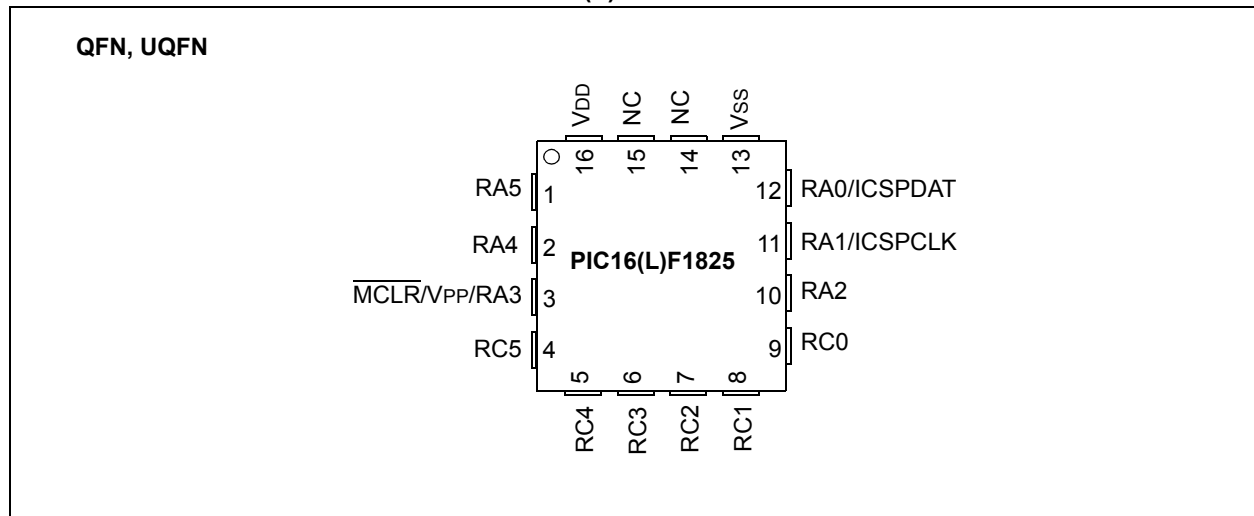 QFN, UQFN
VDD
NC
NC
VSS
16
15
14
13
RA5
1
12
RA0/ICSPDAT
RA4
2
PIC16(L)F1825
11
RA1/ICSPCLK
MCLR/VPP/RA3
3
10
RA2
RC5
4
9
RC0
5
6
7
8
RC4
RC3
RC2
RC1